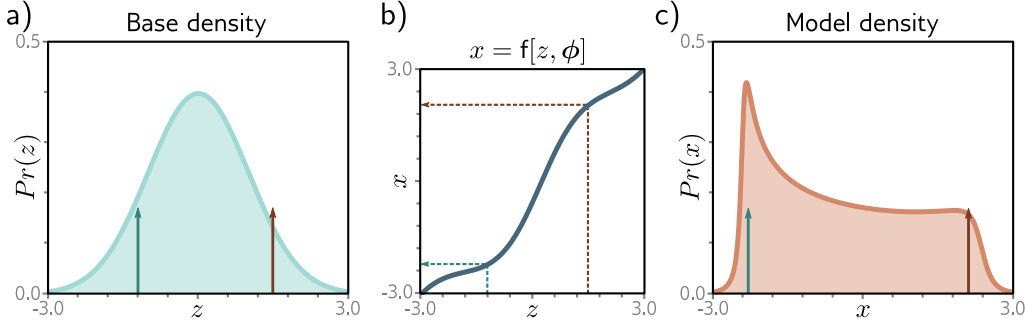 a) Base density
0.5
Pr(z)
0.0
-3.0 z 3.0
b)
x = f[z, ϕ]
3.0
x
-3.0
-3.0 z 3.0
c) Model density
0.5
Pr(x)
0.0
-3.0 x 3.0